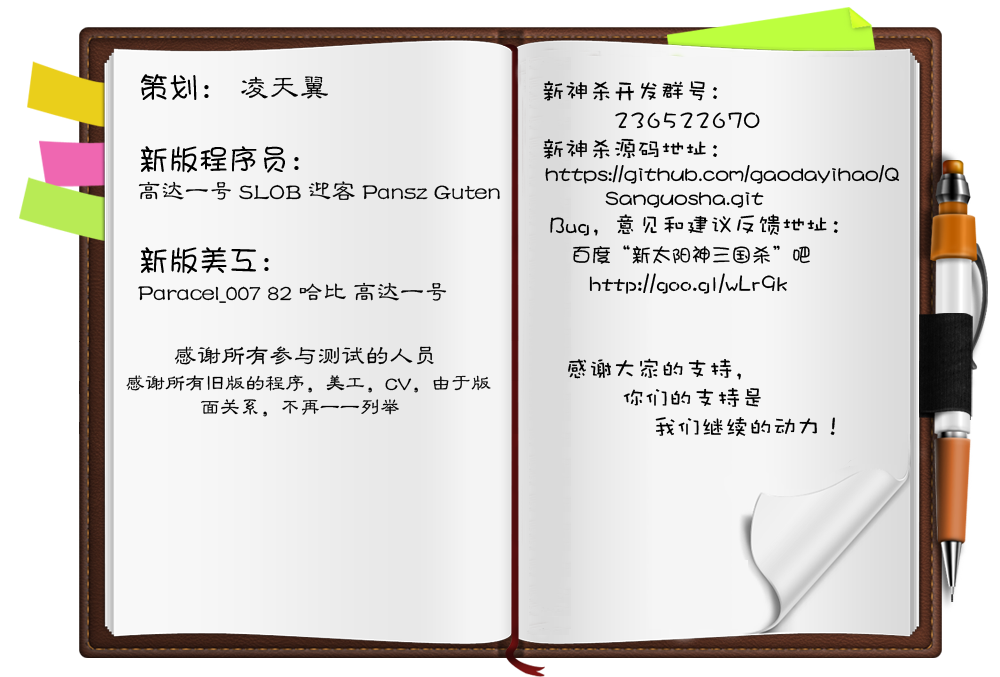 策划： 凌天翼
新版程序员：
高达一号 SLOB 迎客 Pansz Guten
新版美工：
Paracel_007 82 哈比 高达一号
感谢所有参与测试的人员
感谢所有旧版的程序，美工，CV，由于版
面关系，不再一一列举
新神杀开发群号：
236522670
新神杀源码地址：
https://github.com/gaodayihao/Q
Sanguosha.git
Bug，意见和建议反馈地址：
百度“新太阳神三国杀”吧
http://goo.gl/wLr9k
感谢大家的支持，
你们的支持是
我们继续的动力！